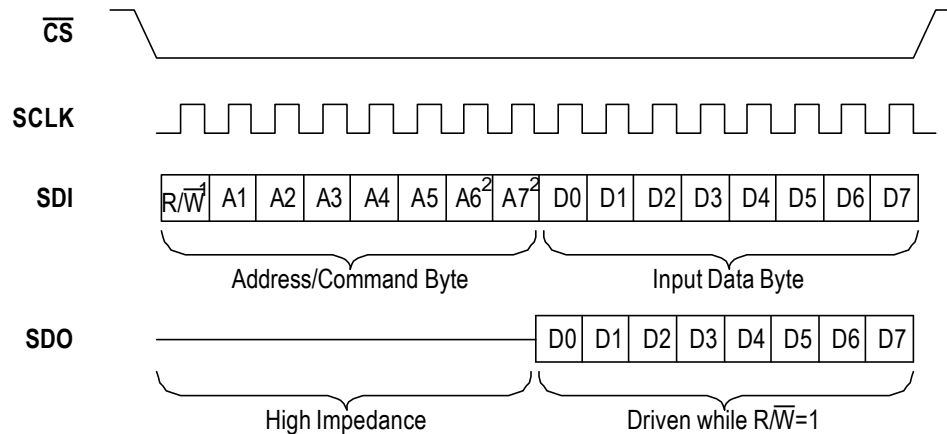 CS
SCLK
SDI R/W¹ A1 A2 A3 A4 A5 A6² A7² D0 D1 D2 D3 D4 D5 D6 D7
Address/Command Byte Input Data Byte
SDO D0 D1 D2 D3 D4 D5 D6 D7
High Impedance Driven while R/W=1